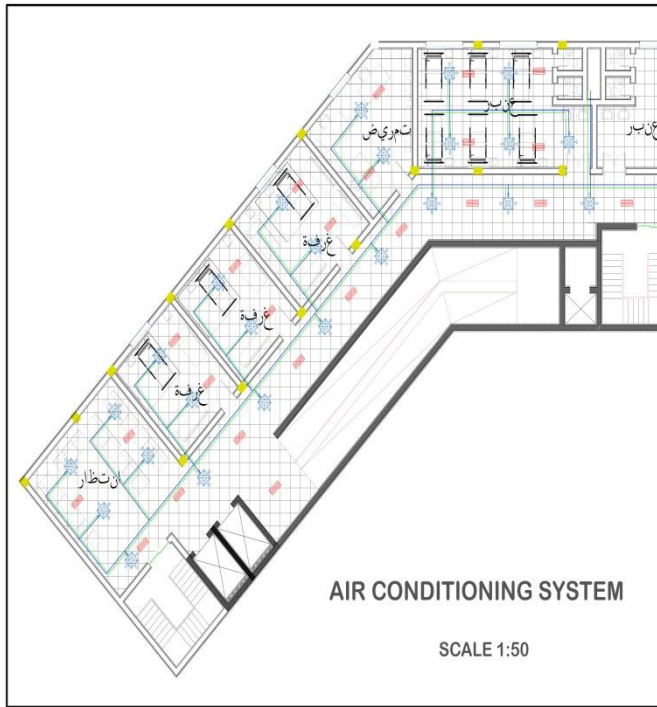 عنبر
تمريض
عنبر
غرفة
غرفة
غرفة
انتظار
AIR CONDITIONING SYSTEM
SCALE 1:50